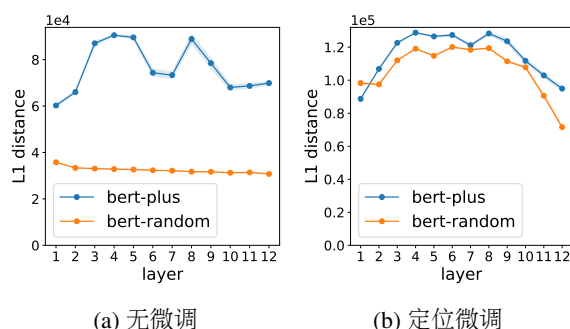 1e4
8
6
4
2
0
L1 distance
bert-plus
bert-random
1 2 3 4 5 6 7 8 9 10 11 12
layer
(a) 无微调
1e5
1.2
1.0
0.8
0.6
0.4
0.2
0.0
L1 distance
bert-plus
bert-random
1 2 3 4 5 6 7 8 9 10 11 12
layer
(b) 定位微调